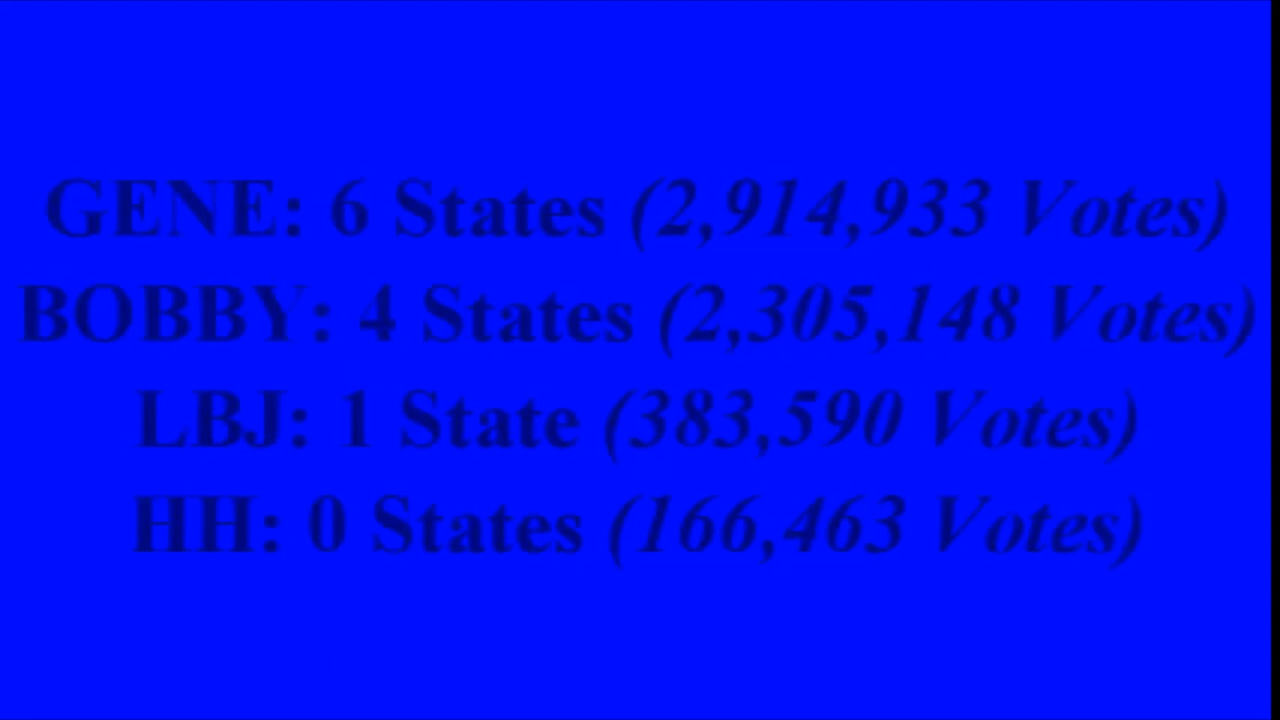 GENE: 6 States (2,914,933 Votes)
BOBBY: 4 States (2,305,148 Votes)
LBJ: 1 State (383,590 Votes)
HH: 0 States (166,463 Votes)